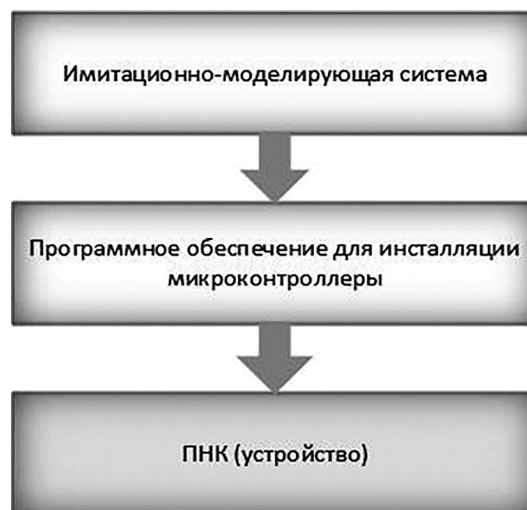 Имитационно-моделирующая система
Программное обеспечение для инсталляции
микроконтроллеры
ПНК (устройство)